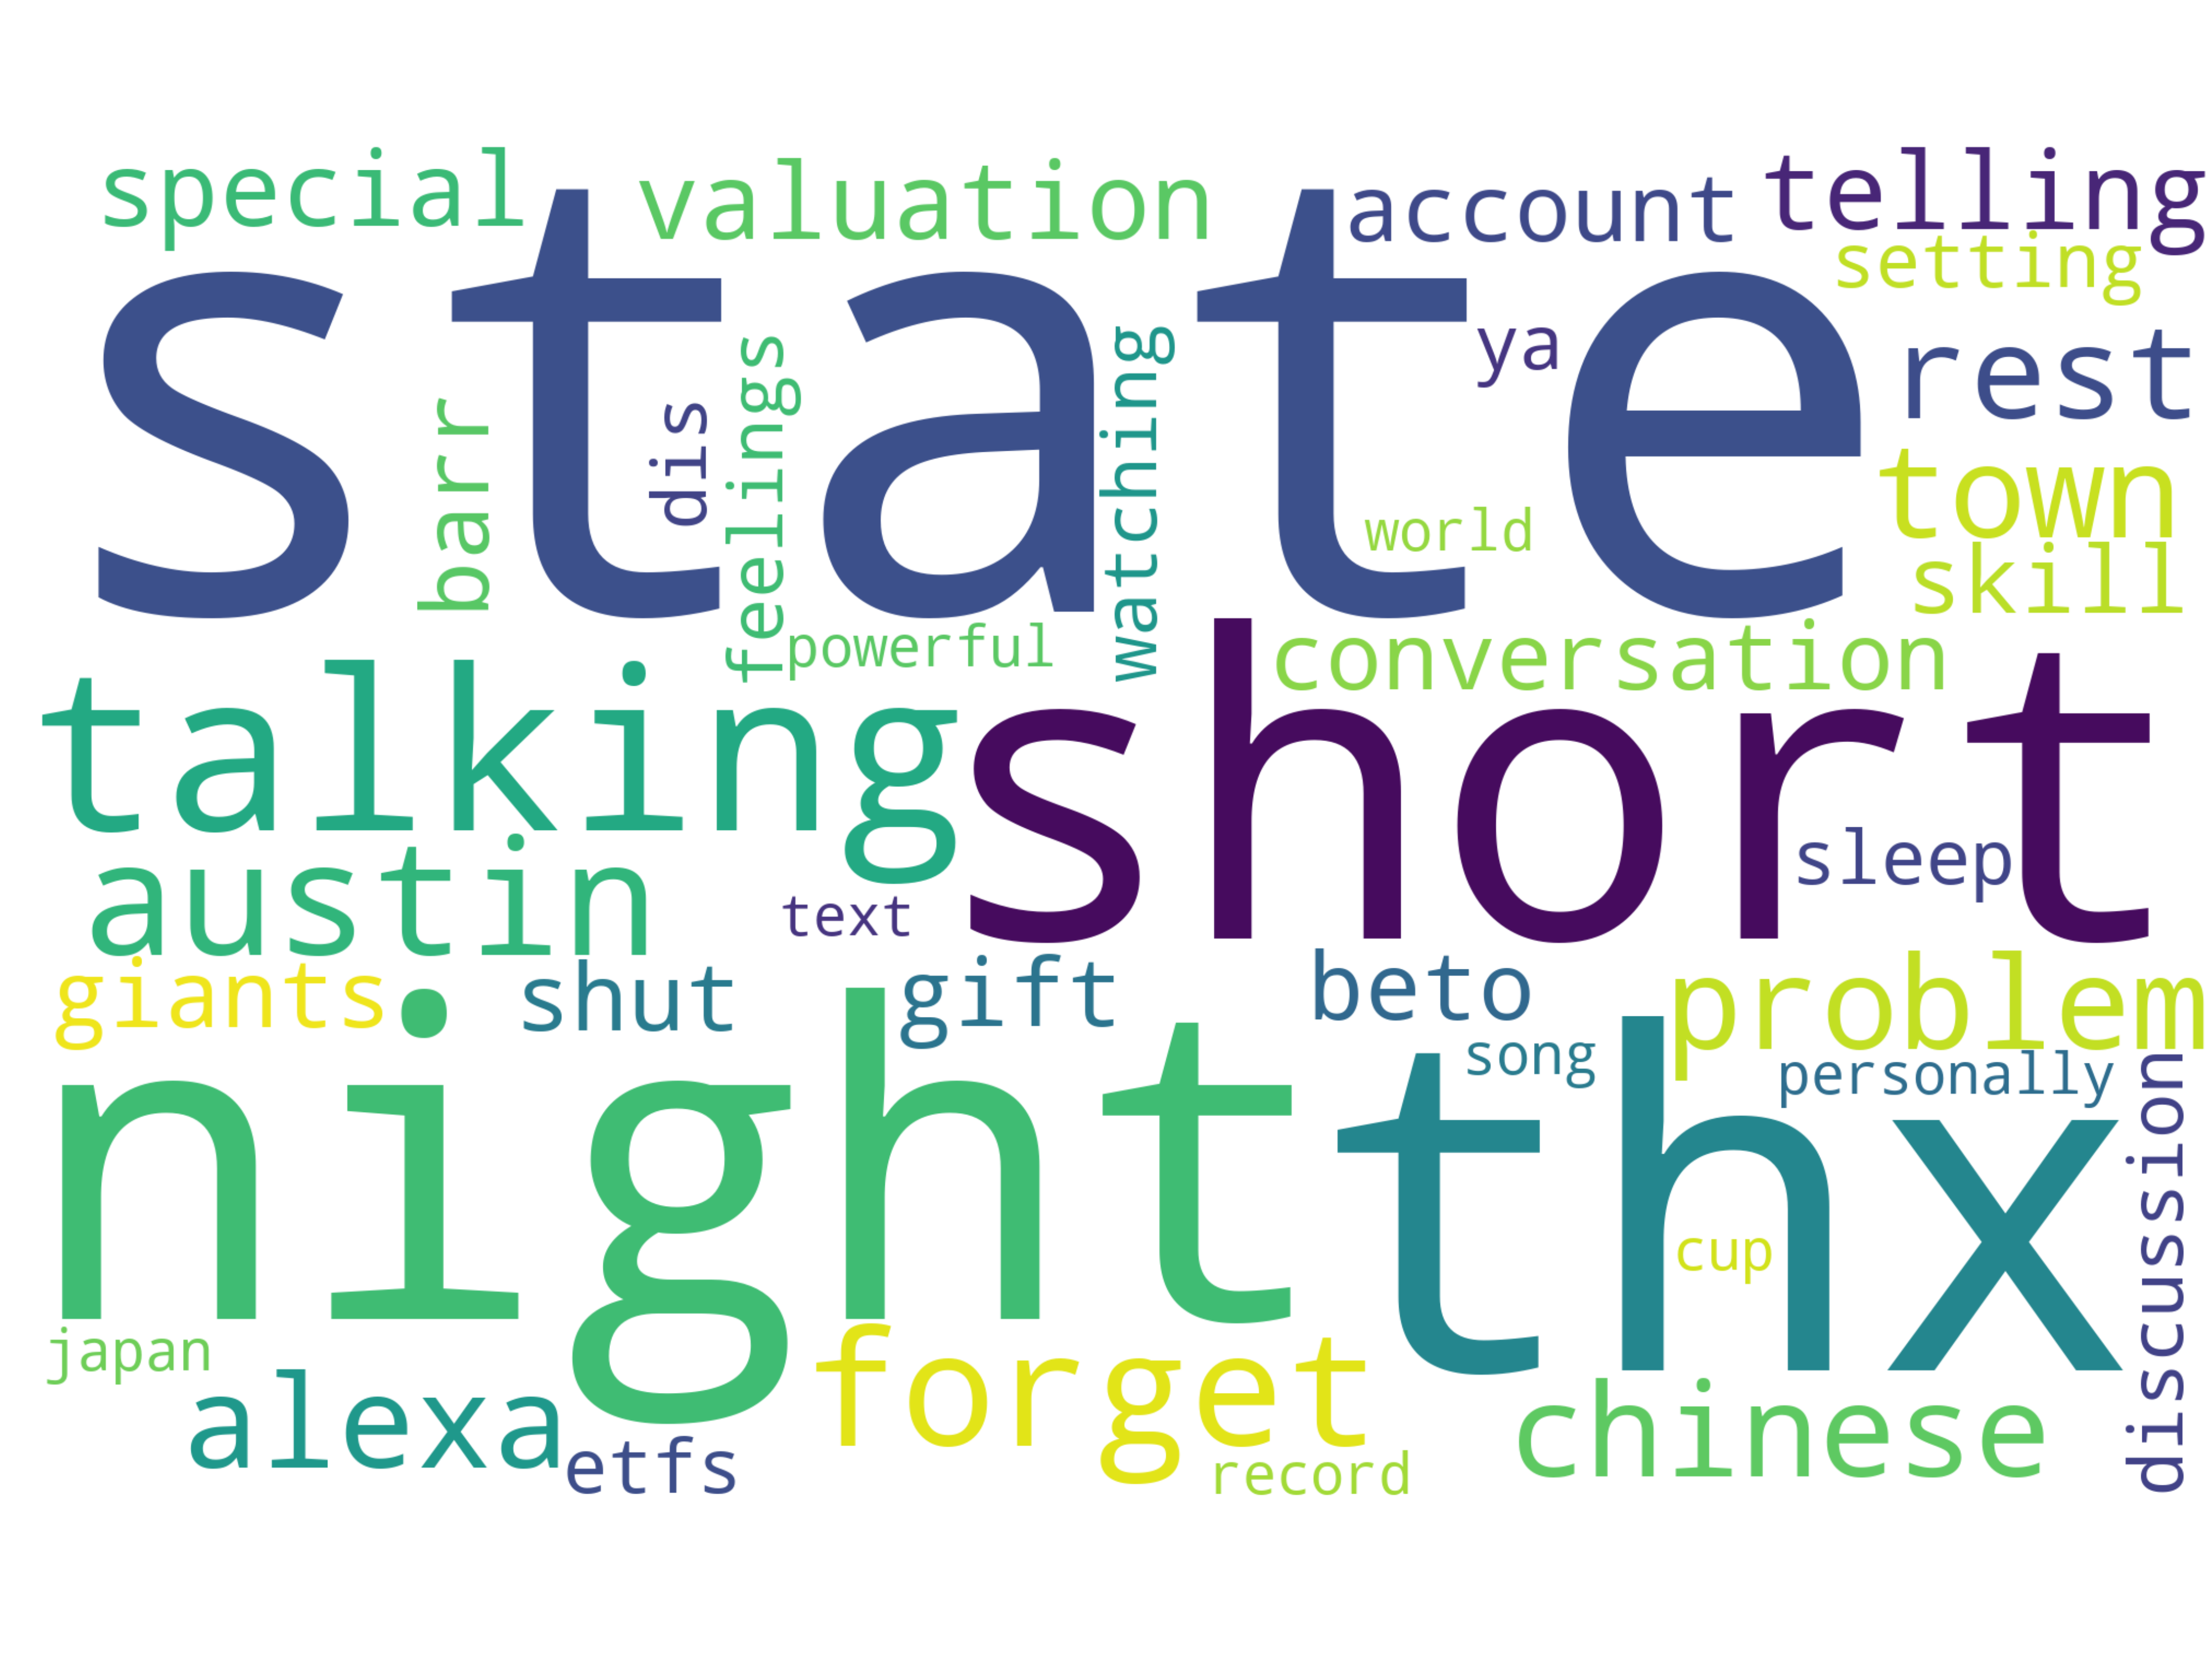 special
valuation
account
telling
setting
state
ya
rest
barr
dis
feelings
watching
world
town
skill
powerful
conversation
talking
short
sleep
austin
text
giants
shut
gift
beto
problem
song
personally
night
thx
cup
discussion
japan
alexa
forget
chinese
etfs
record